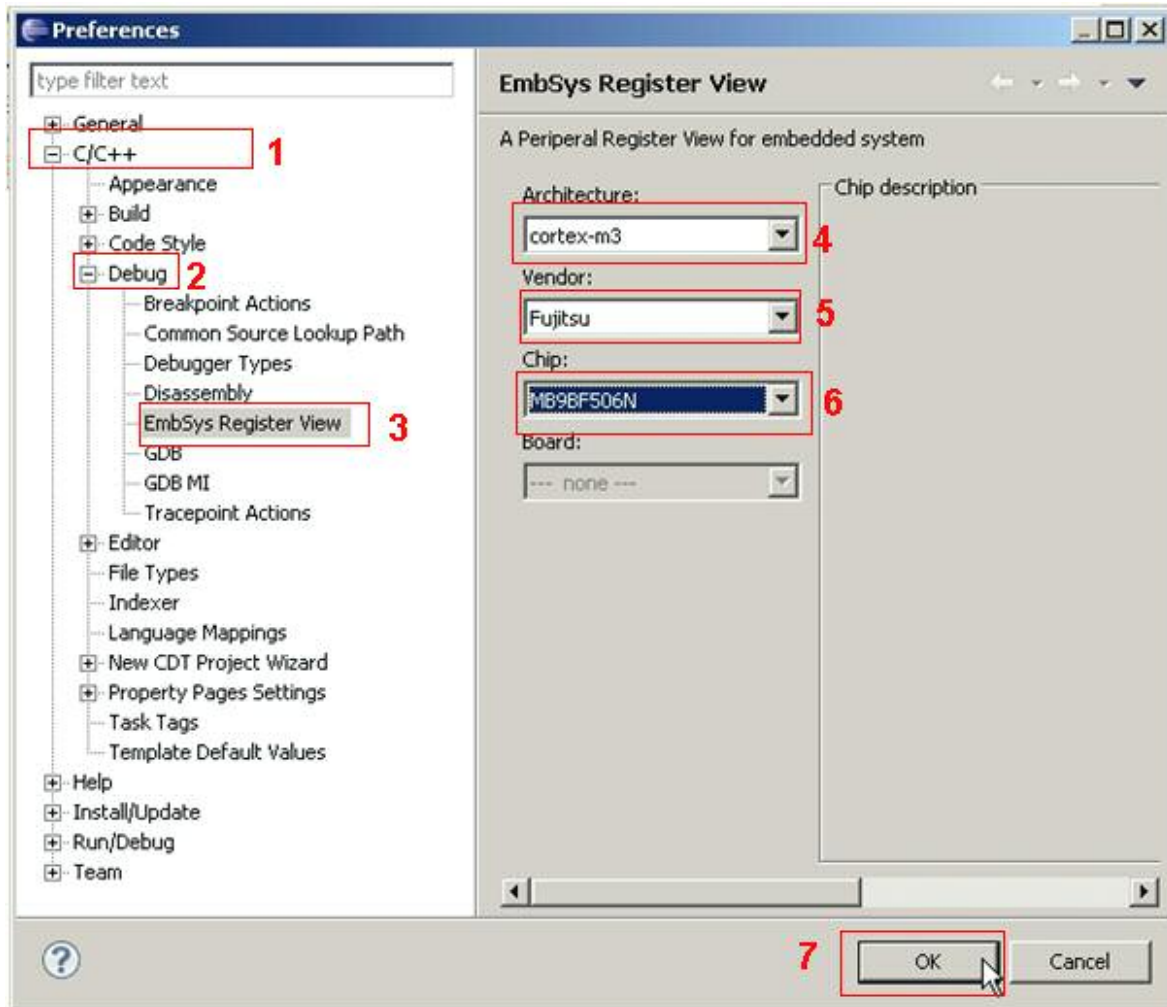 Preferences
type filter text
General
C/C++
1
Appearance
Build
Code Style
Debug
2
Breakpoint Actions
Common Source Lookup Path
Debugger Types
Disassembly
EmbSys Register View
3
GDB
GDB MI
Tracepoint Actions
Editor
File Types
Indexer
Language Mappings
New CDT Project Wizard
Property Pages Settings
Task Tags
Template Default Values
Help
Install/Update
Run/Debug
Team
EmbSys Register View
A Periperal Register View for embedded system
Architecture:
cortex-m3
4
Vendor:
Fujitsu
5
Chip:
MB9BF506N
6
Board:
--- none ---
Chip description
?
7
OK
Cancel